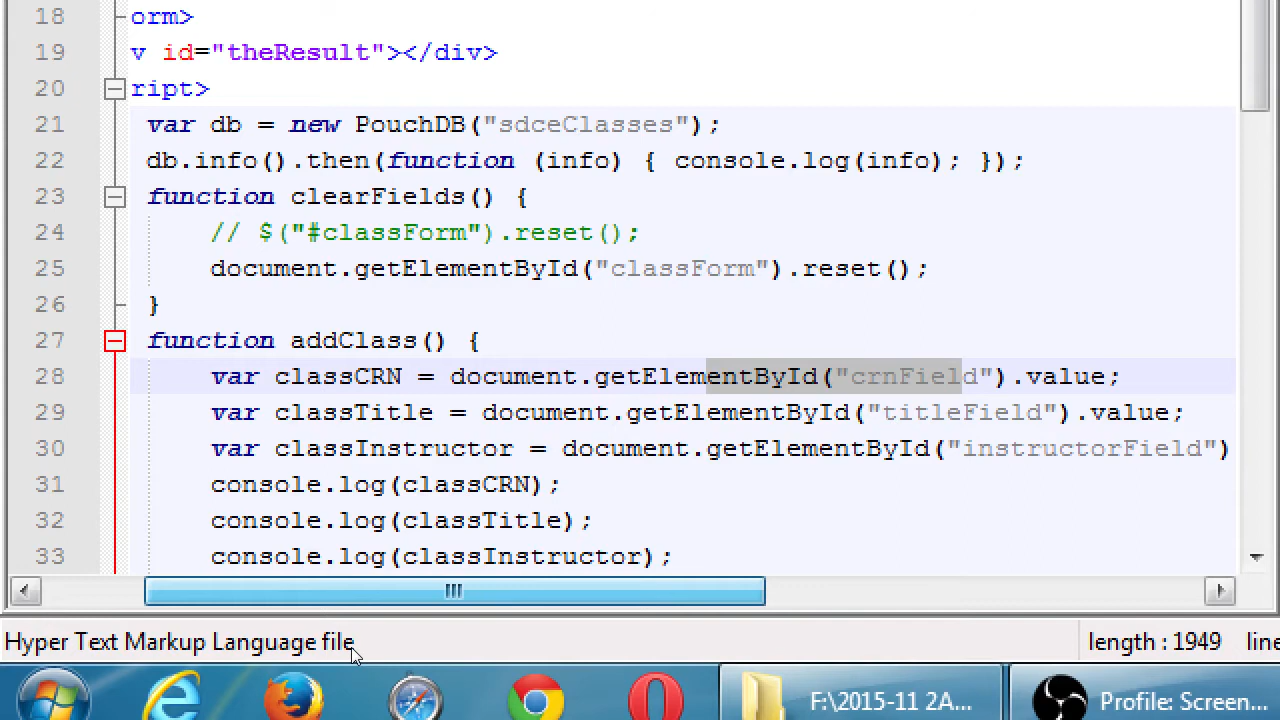 18 orm>
19 v id="theResult"></div>
20 ript>
21 var db = new PouchDB("sdceClasses");
22 db.info().then(function (info) { console.log(info); });
23 function clearFields() {
24 // $("#classForm").reset();
25 document.getElementById("classForm").reset();
26 }
27 function addClass() {
28 var classCRN = document.getElementById("crnField").value;
29 var classTitle = document.getElementById("titleField").value;
30 var classInstructor = document.getElementById("instructorField")
31 console.log(classCRN);
32 console.log(classTitle);
33 console.log(classInstructor);
Hyper Text Markup Language file length : 1949 line
F:\2015-11 2A... Profile: Screen...